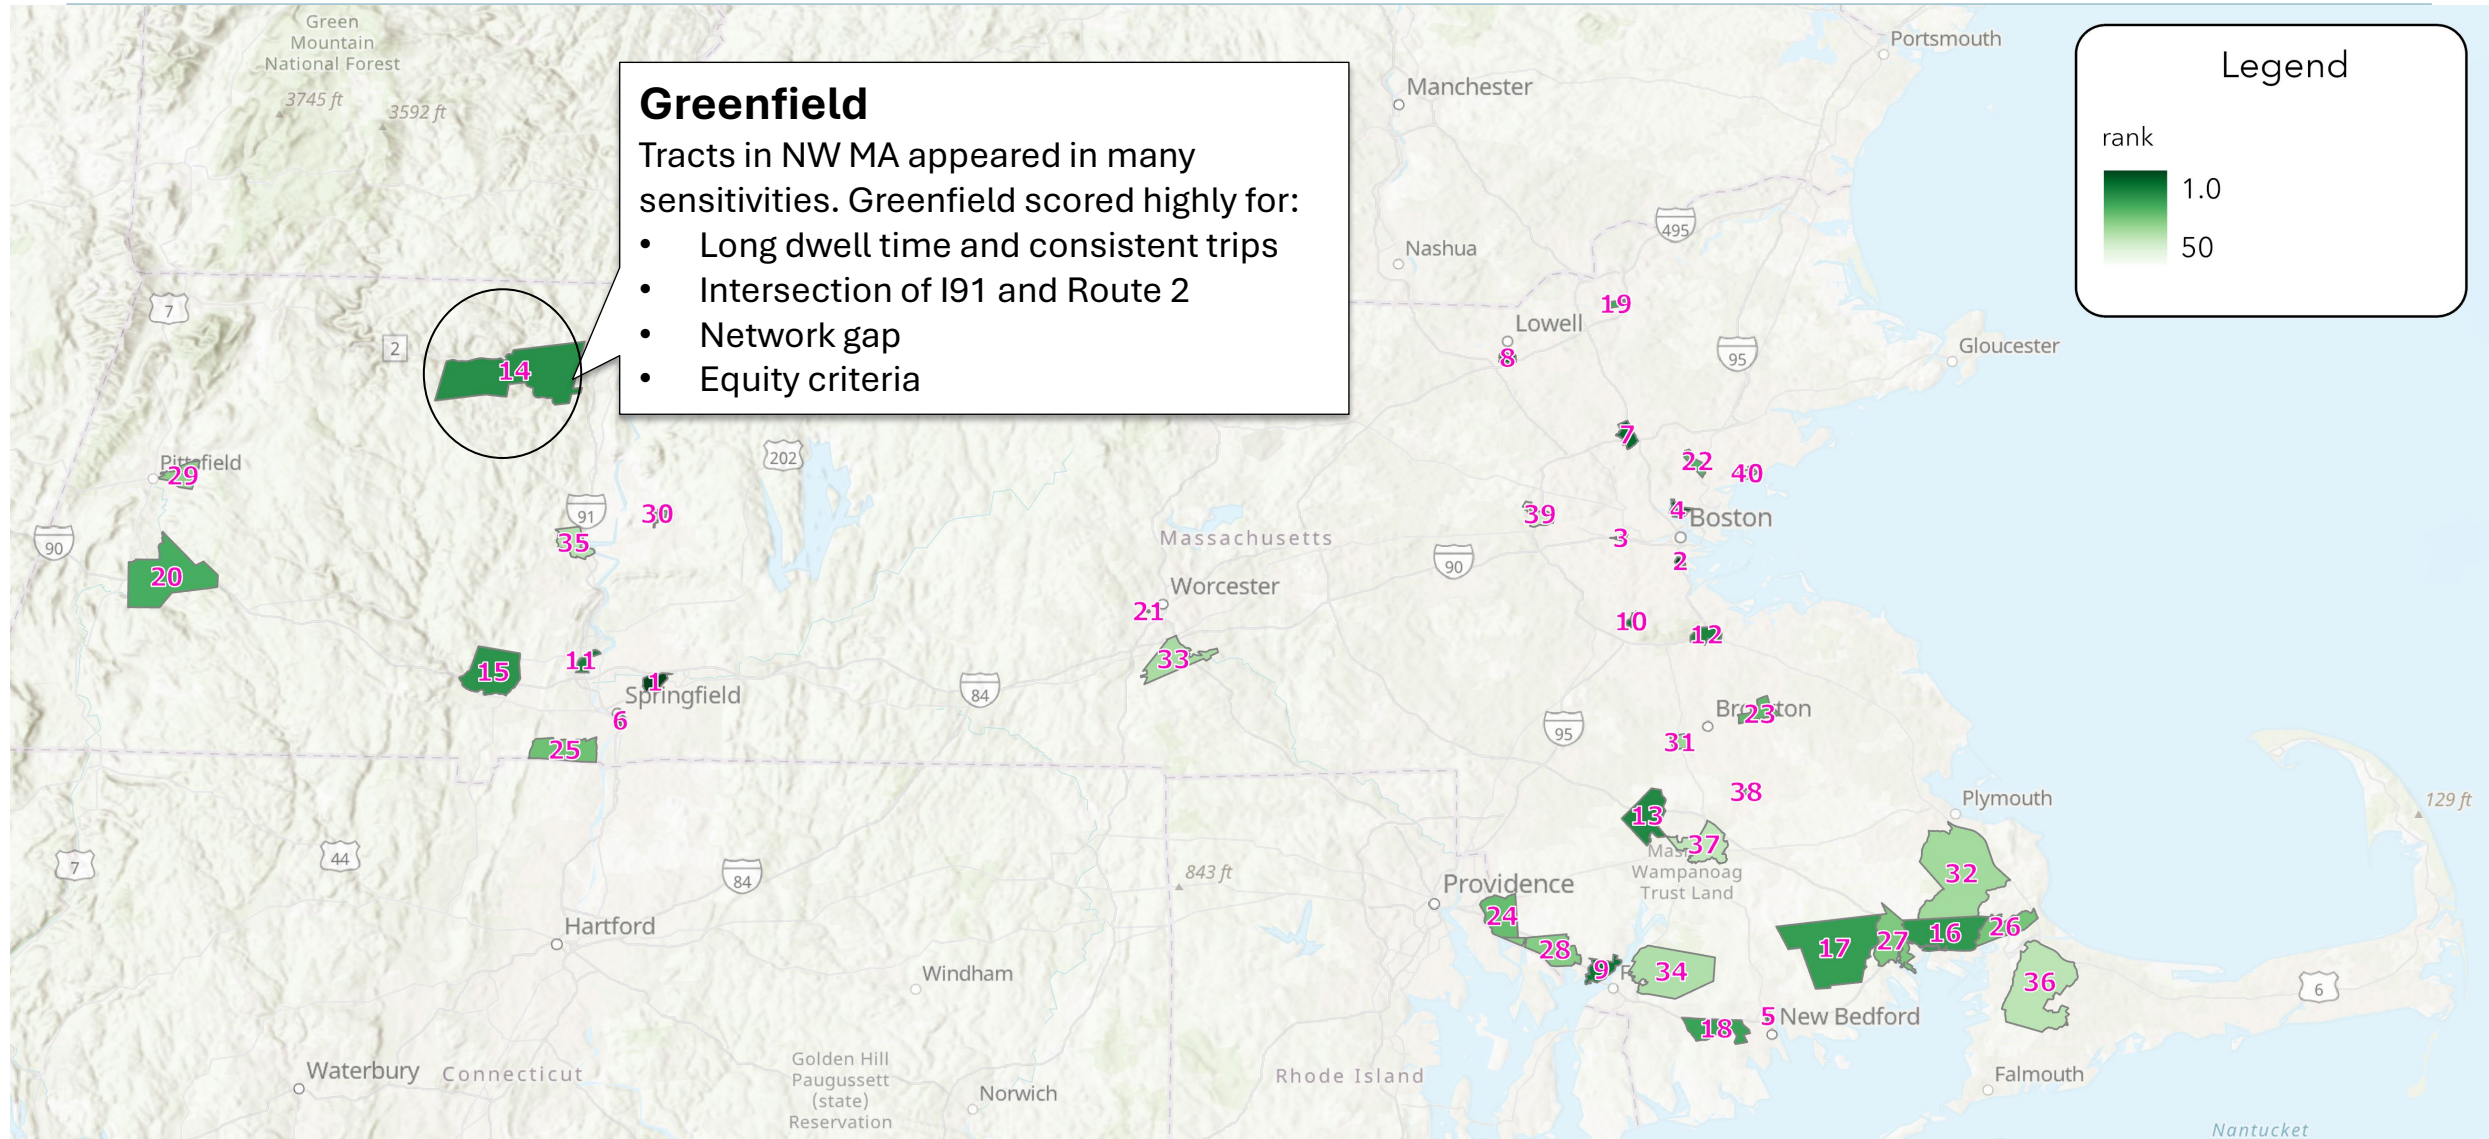 Green
Mountain
National Forest
3745 ft
3592 ft
Portsmouth
Manchester
Legend
rank
1.0
50
Greenfield
Tracts in NW MA appeared in many
sensitivities. Greenfield scored highly for:
• Long dwell time and consistent trips
• Intersection of I91 and Route 2
• Network gap
• Equity criteria
495
Nashua
7
19
Lowell
2
8
95
Gloucester
14
7
Pittsfield
29
202
22
40
91
30
39
4
Boston
90
35
Massachusetts
3
90
2
20
Worcester
21
10
12
15
11
33
1
Springfield
84
6
23
95
31
25
38
Plymouth
129 ft
13
37
Wampanoag
Trust Land
7
44
84
843 ft
32
Providence
24
Hartford
28
17
27
16
26
9
34
Windham
36
6
5
New Bedford
18
Golden Hill
Paugussett
(state)
Reservation
Waterbury
Connecticut
Rhode Island
Falmouth
Norwich
Nantucket